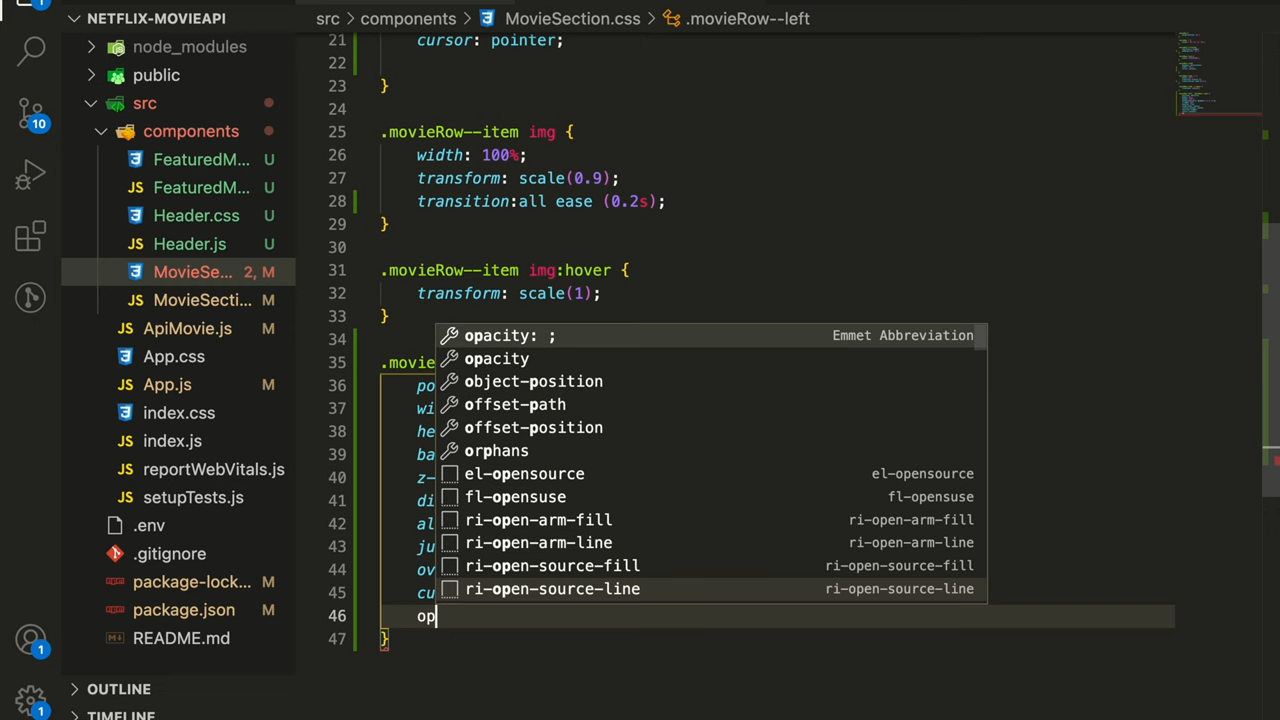 NETFLIX-MOVIEAPI
src > components > MovieSection.css > .movieRow--left
node_modules
public
src
components
FeaturedM... U
FeaturedM... U
Header.css U
Header.js U
MovieSe... 2, M
MovieSecti... M
ApiMovie.js M
App.css
App.js M
index.css
index.js
reportWebVitals.js
setupTests.js
.env
.gitignore
package-lock... M
package.json M
README.md
OUTLINE
TIMELINE
10
1
1
21 cursor: pointer;
22
23 }
24
25 .movieRow--item img {
26 width: 100%;
27 transform: scale(0.9);
28 transition:all ease (0.2s);
29 }
30
31 .movieRow--item img:hover {
32 transform: scale(1);
33 }
34
35 .movie
36 po
37 wi
38 he
39 ba
40 z-
41 di
42 al
43 ju
44 ov
45 cu
46 op
47 }
opacity: ; Emmet Abbreviation
opacity
object-position
offset-path
offset-position
orphans
el-opensource el-opensource
fl-opensuse fl-opensuse
ri-open-arm-fill ri-open-arm-fill
ri-open-arm-line ri-open-arm-line
ri-open-source-fill ri-open-source-fill
ri-open-source-line ri-open-source-line